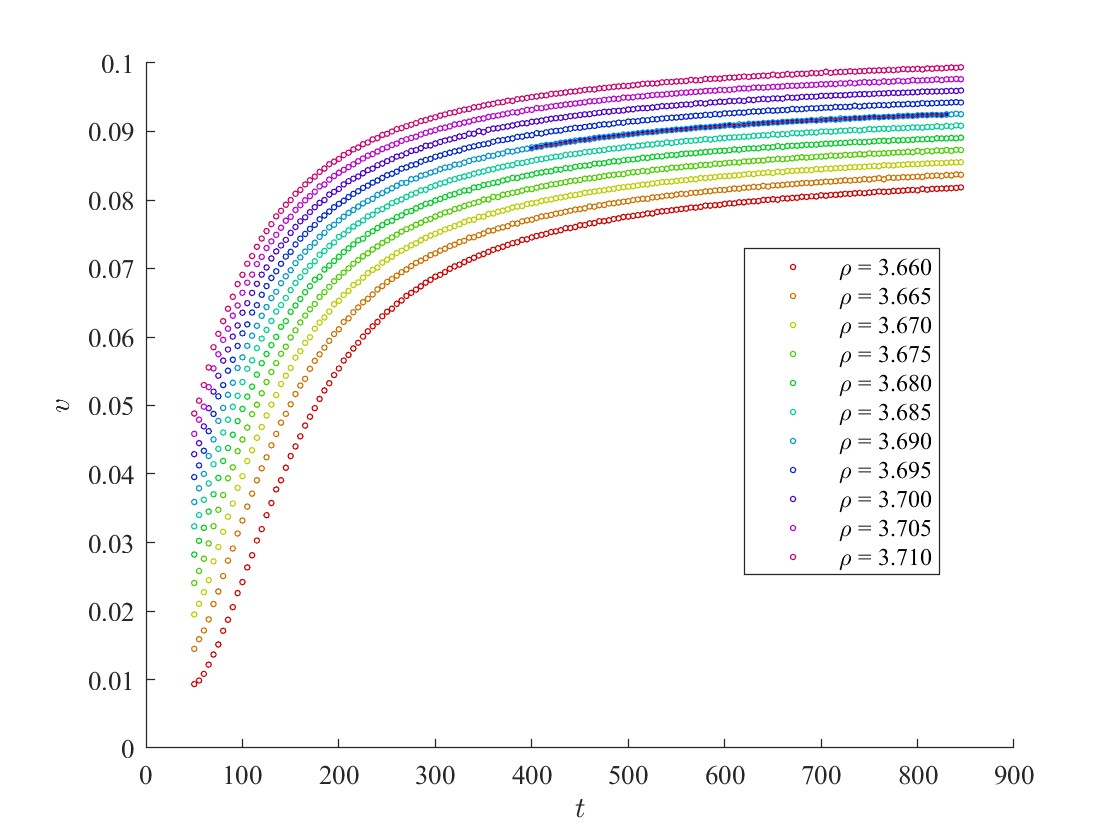 0.1
0.09
0.08
0.07
0.06
0.05
0.04
0.03
0.02
0.01
0
v
0 100 200 300 400 500 600 700 800 900
t
ρ = 3.660
ρ = 3.665
ρ = 3.670
ρ = 3.675
ρ = 3.680
ρ = 3.685
ρ = 3.690
ρ = 3.695
ρ = 3.700
ρ = 3.705
ρ = 3.710